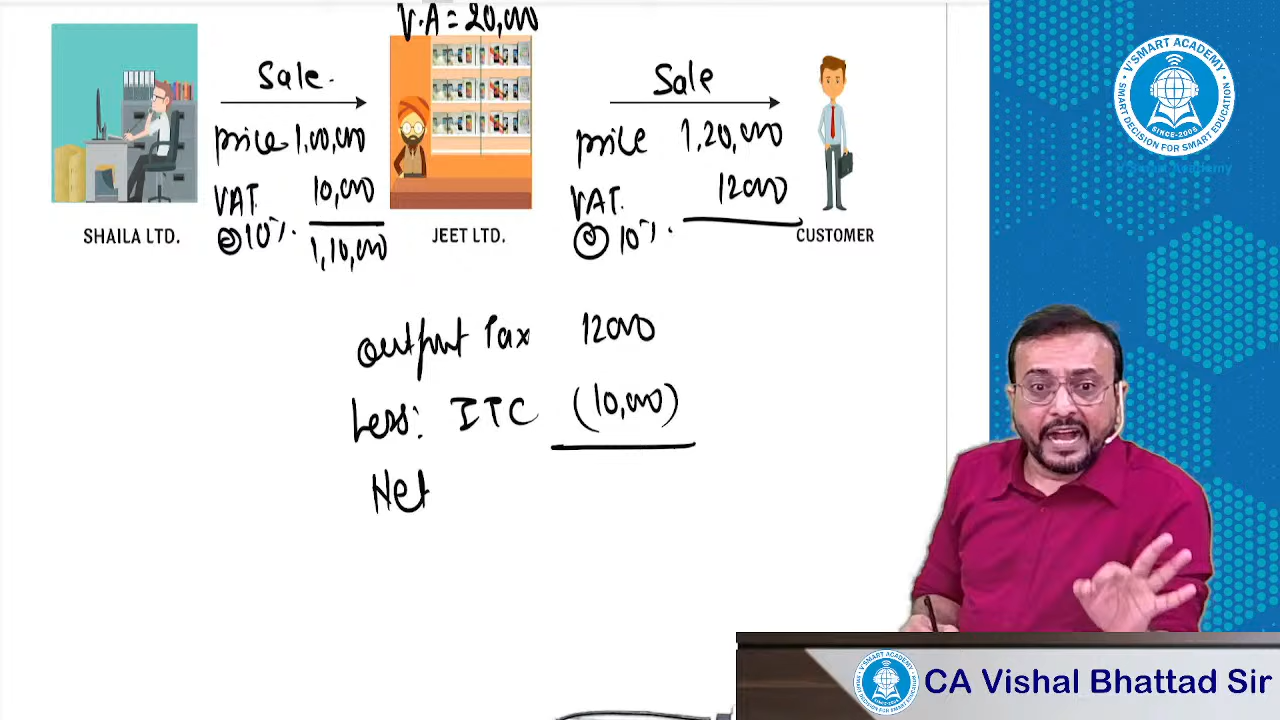 V.A = 20,000
Sale.
price 1,00,000
VAT. 10,000
@10%.
1,10,000
SHAILA LTD.
JEET LTD.
Sale
price 1,20,000
VAT. 12000
@ 10%.
CUSTOMER
output Tax 12000
Less: ITC (10,000)
Net
V'SMART ACADEMY
SMART DECISION FOR SMART EDUCATION
SINCE-2005
V'SMART ACADEMY
CA Vishal Bhattad Sir